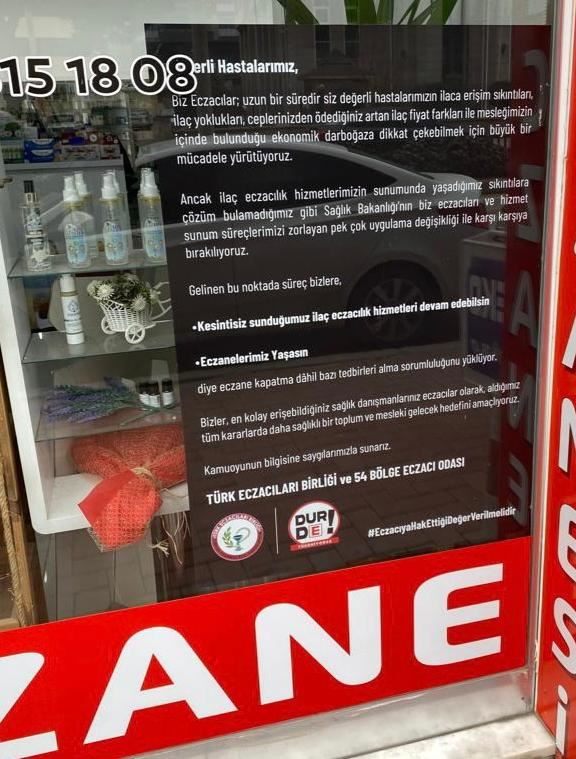 15 18 08
erli Hastalarımız,
Biz Eczacılar; uzun bir süredir siz değerli hastalarımızın ilaca erişim sıkıntıları,
ilaç yoklukları, ceplerinizden ödediğiniz artan ilaç fiyat farkları ile mesleğimizin
içinde bulunduğu ekonomik darboğaza dikkat çekebilmek için büyük bir
mücadele yürütüyoruz.
Ancak ilaç eczacılık hizmetlerimizin sunumunda yaşadığımız sıkıntılara
çözüm bulamadığımız gibi Sağlık Bakanlığı'nın biz eczacıları ve hizmet
sunum süreçlerimizi zorlayan pek çok uygulama değişikliği ile karşı karşıya
bırakılıyoruz.
Gelinen bu noktada süreç bizlere,
•Kesintisiz sunduğumuz ilaç eczacılık hizmetleri devam edebilsin
•Eczanelerimiz Yaşasın
diye eczane kapatma dâhil bazı tedbirleri alma sorumluluğunu yüklüyor.
Bizler, en kolay erişebildiğiniz sağlık danışmanlarınız eczacılar olarak, aldığımız
tüm kararlarda daha sağlıklı bir toplum ve mesleki gelecek hedefini amaçlıyoruz.
Kamuoyunun bilgisine saygılarımızla sunarız.
TÜRK ECZACILARI BİRLİĞİ ve 54 BÖLGE ECZACI ODASI
DUR
DE!
#EczacıyaHakEttiğiDeğerVerilmelidir
ZANE
NESİ